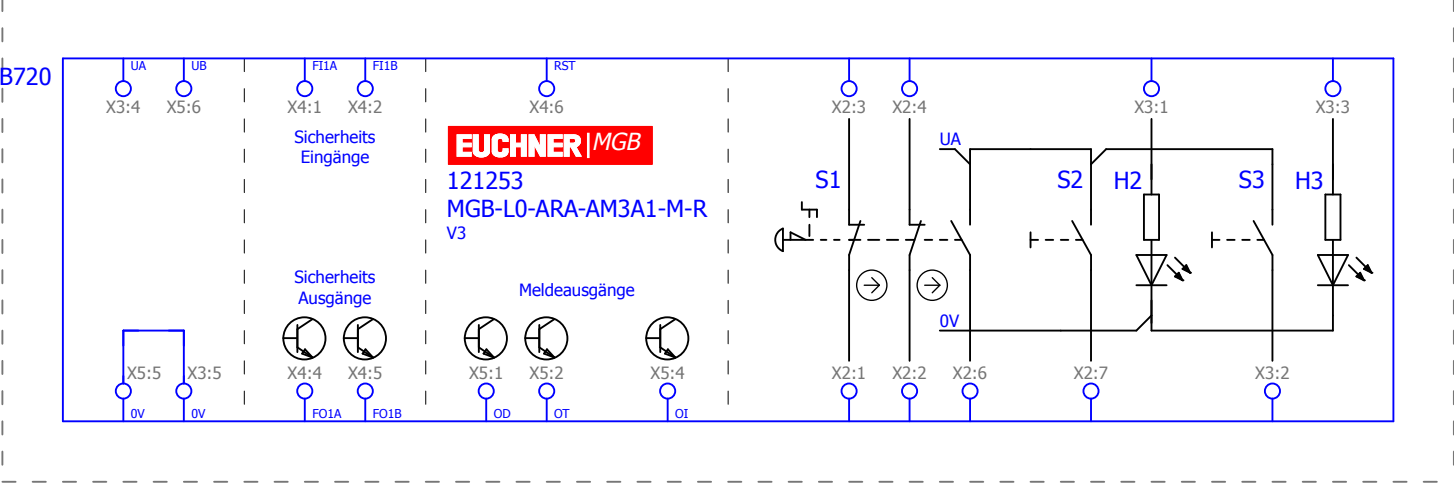 B720
UA
UB
FI1A
FI1B
RST
X3:4
X5:6
X4:1
X4:2
X4:6
X2:3
X2:4
X3:1
X3:3
Sicherheits
Eingänge
EUCHNER|MGB
121253
MGB-L0-ARA-AM3A1-M-R
V3
UA
S1
S2
H2
S3
H3
Sicherheits
Ausgänge
Meldeausgänge
0V
X5:5
X3:5
X4:4
X4:5
X5:1
X5:2
X5:4
X2:1
X2:2
X2:6
X2:7
X3:2
0V
0V
FO1A
FO1B
OD
OT
OI